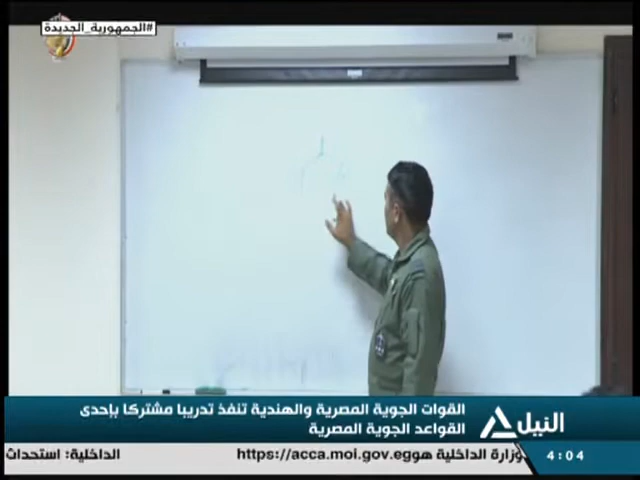 #الجمهورية_الجديدة
القوات الجوية المصرية والهندية تنفذ تدريبا مشتركا بإحدى
القواعد الجوية المصرية
النيل
4:04
الداخلية: استحداث
وزارة الداخلية هوhttps://acca.moi.gov.eg